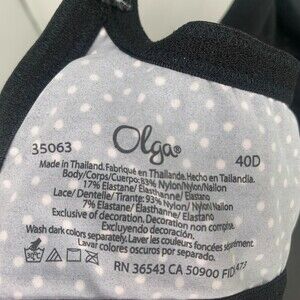 Olga®
35063 40D
Made in Thailand. Fabriqué en Thaïlande. Hecho en Tailandia.
Body/Corps/Cuerpo: 83% Nylon/Nylon/Nailon
17% Elastane/Elasthanne/Elastano
Lace/Dentelle/Tirante: 93% Nylon/Nylon/Nailon
7% Elastane/Elasthanne/Elastano
Exclusive of decoration. Décoration non comprise.
Excluyendo decoración.
Wash dark colors separately. Laver les couleurs foncées séparément.
Lavar colores oscuros por separado.
30°C
RN 36543 CA 50900 FID 473